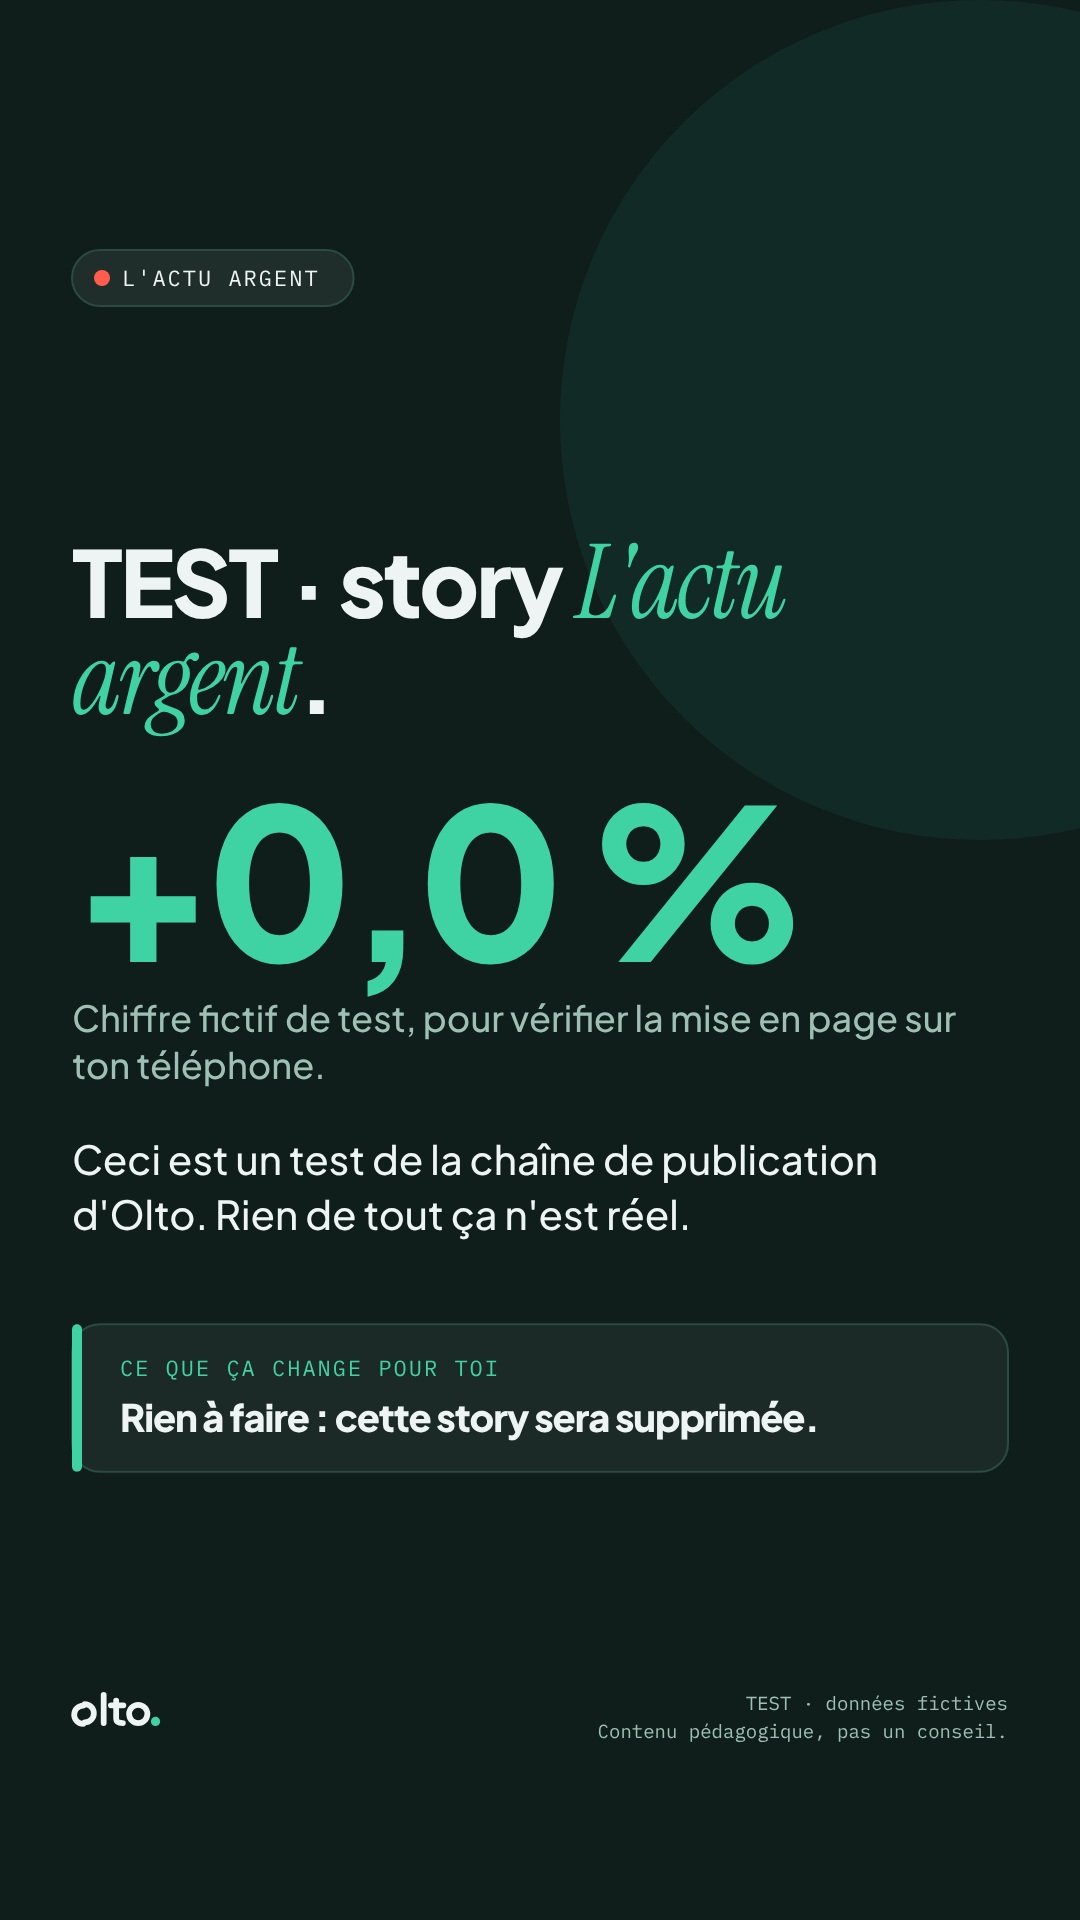 L'ACTU ARGENT
TEST · story L'actu
argent.
+0,0 %
Chiffre fictif de test, pour vérifier la mise en page sur
ton téléphone.
Ceci est un test de la chaîne de publication
d'Olto. Rien de tout ça n'est réel.
CE QUE ÇA CHANGE POUR TOI
Rien à faire : cette story sera supprimée.
olto.
TEST · données fictives
Contenu pédagogique, pas un conseil.